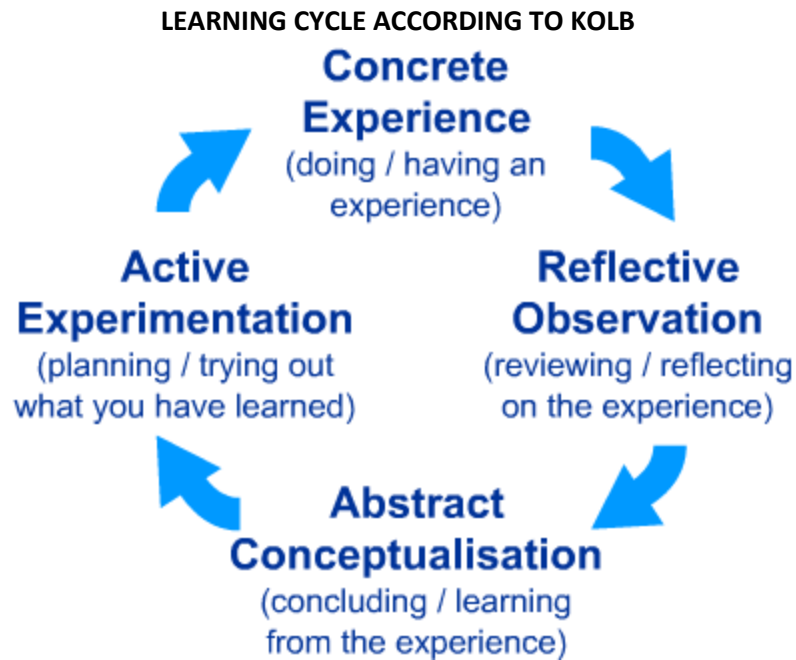 LEARNING CYCLE ACCORDING TO KOLB
Concrete
Experience
(doing / having an
experience)
Reflective
Observation
(reviewing / reflecting
on the experience)
Abstract
Conceptualisation
(concluding / learning
from the experience)
Active
Experimentation
(planning / trying out
what you have learned)